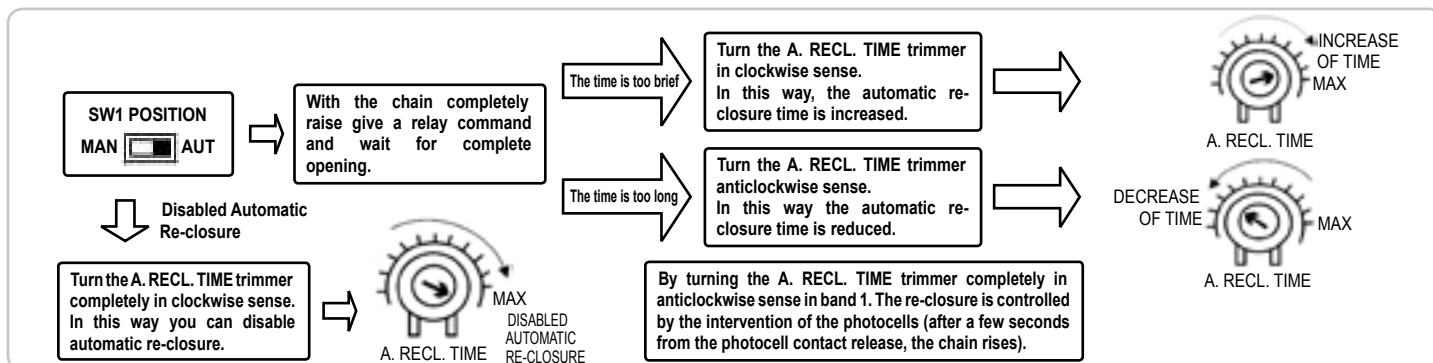 SW1 POSITION
MAN AUT
With the chain completely
raise give a relay command
and wait for complete
opening.
The time is too brief
Turn the A. RECL. TIME trimmer
in clockwise sense.
In this way, the automatic re-
closure time is increased.
INCREASE
OF TIME
MAX
A. RECL. TIME
The time is too long
Turn the A. RECL. TIME trimmer
anticlockwise sense.
In this way the automatic re-
closure time is reduced.
DECREASE
OF TIME
MAX
A. RECL. TIME
Disabled Automatic
Re-closure
Turn the A. RECL. TIME trimmer
completely in clockwise sense.
In this way you can disable
automatic re-closure.
MAX
DISABLED
AUTOMATIC
RE-CLOSURE
A. RECL. TIME
By turning the A. RECL. TIME trimmer completely in
anticlockwise sense in band 1. The re-closure is controlled
by the intervention of the photocells (after a few seconds
from the photocell contact release, the chain rises).